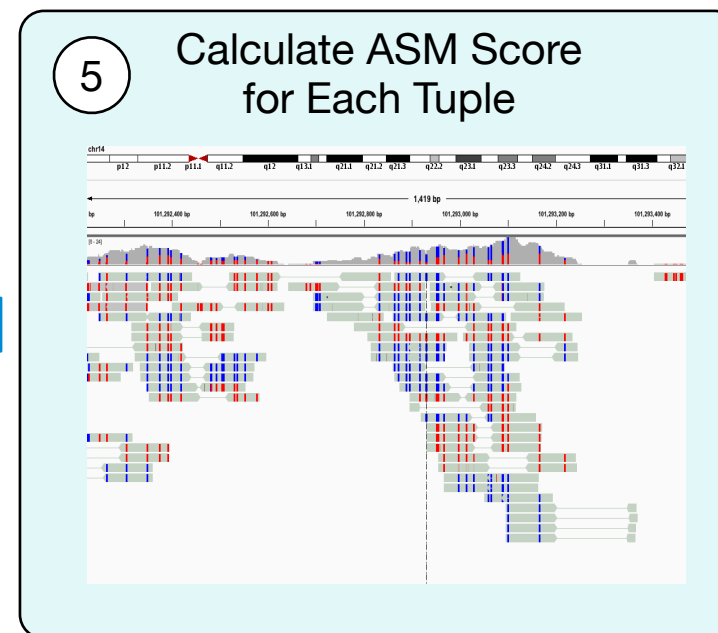 5
Calculate ASM Score
for Each Tuple
chr14
p12 p11.2 p11.1 q11.2 q12 q13.1 q21.1 q21.2 q21.3 q22.2 q23.1 q23.2 q24.2 q24.3 q31.1 q31.3 q32.1
1,419 bp
bp 101,292,400 bp 101,292,600 bp 101,292,800 bp 101,293,000 bp 101,293,200 bp 101,293,400 bp
[0 - 24]